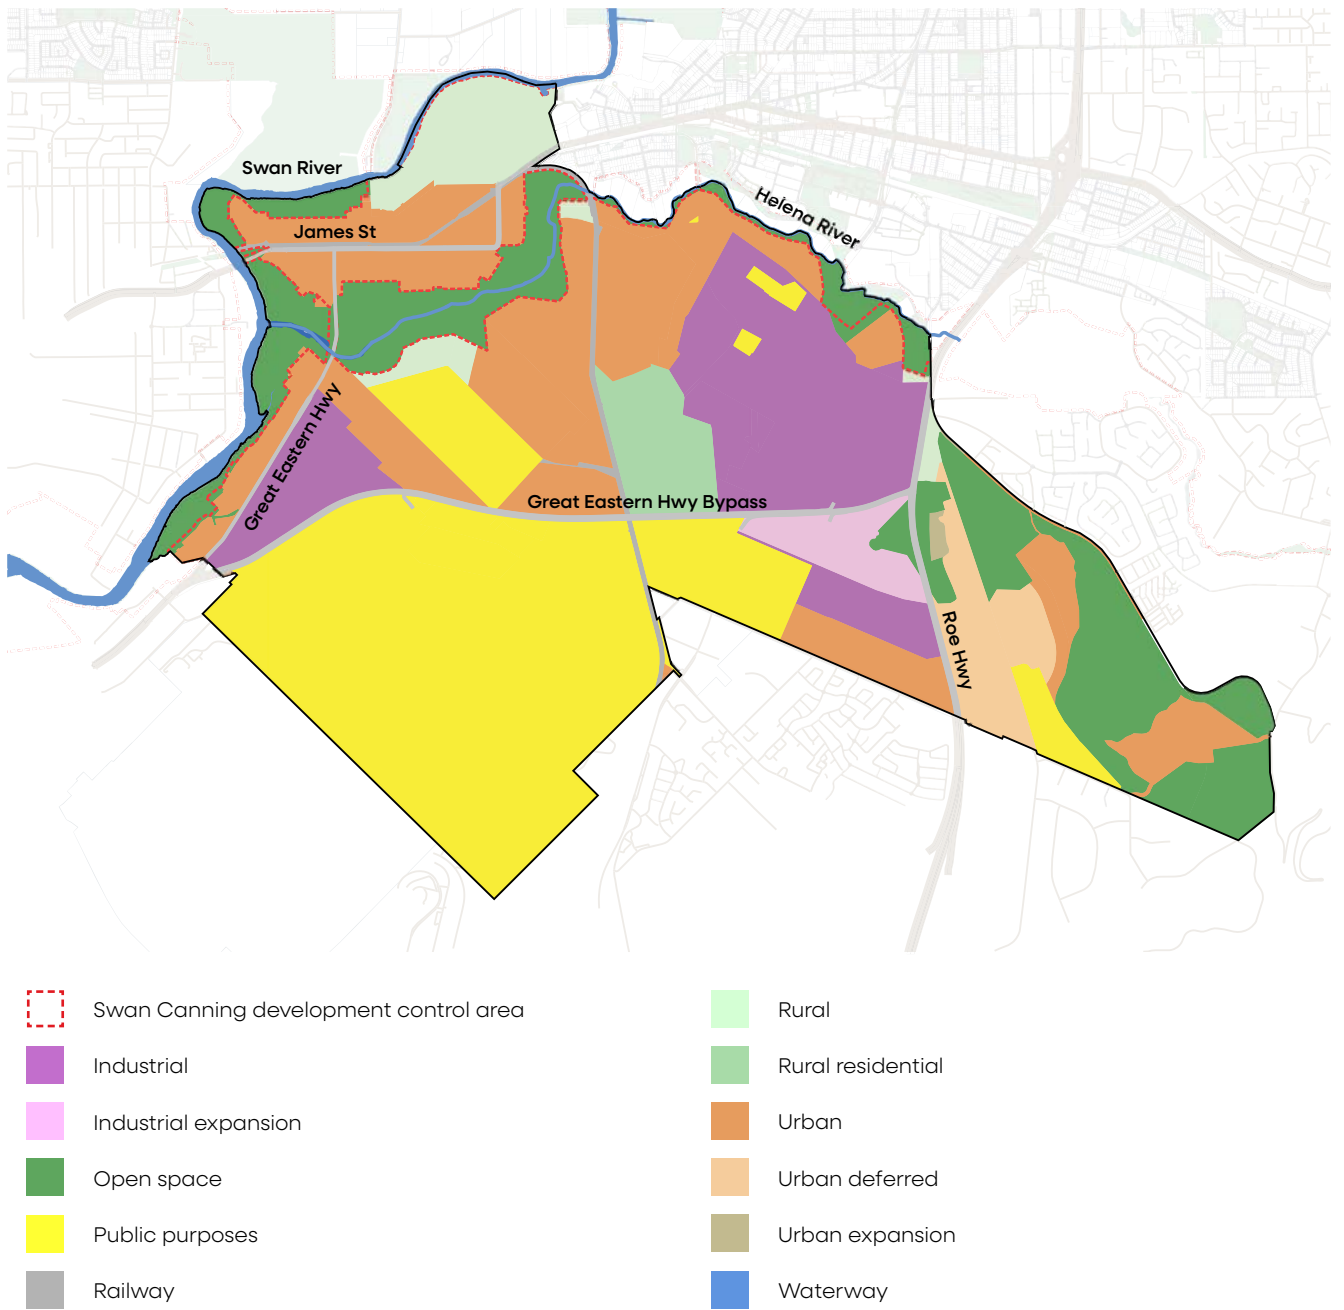 Swan River
Helena River
James St
Great Eastern Hwy
Great Eastern Hwy Bypass
Roe Hwy
Swan Canning development control area
Industrial
Industrial expansion
Open space
Public purposes
Railway
Rural
Rural residential
Urban
Urban deferred
Urban expansion
Waterway